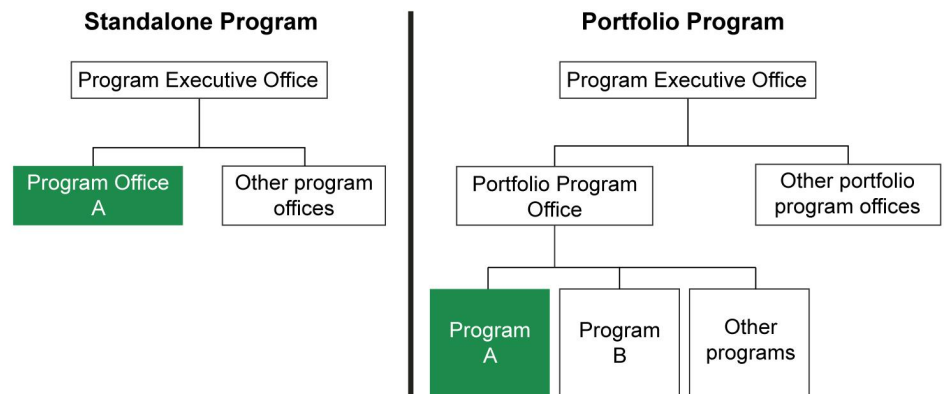 Standalone Program
Program Executive Office
Program Office
A
Other program
offices
Portfolio Program
Program Executive Office
Portfolio Program
Office
Other portfolio
program offices
Program
A
Program
B
Other
programs